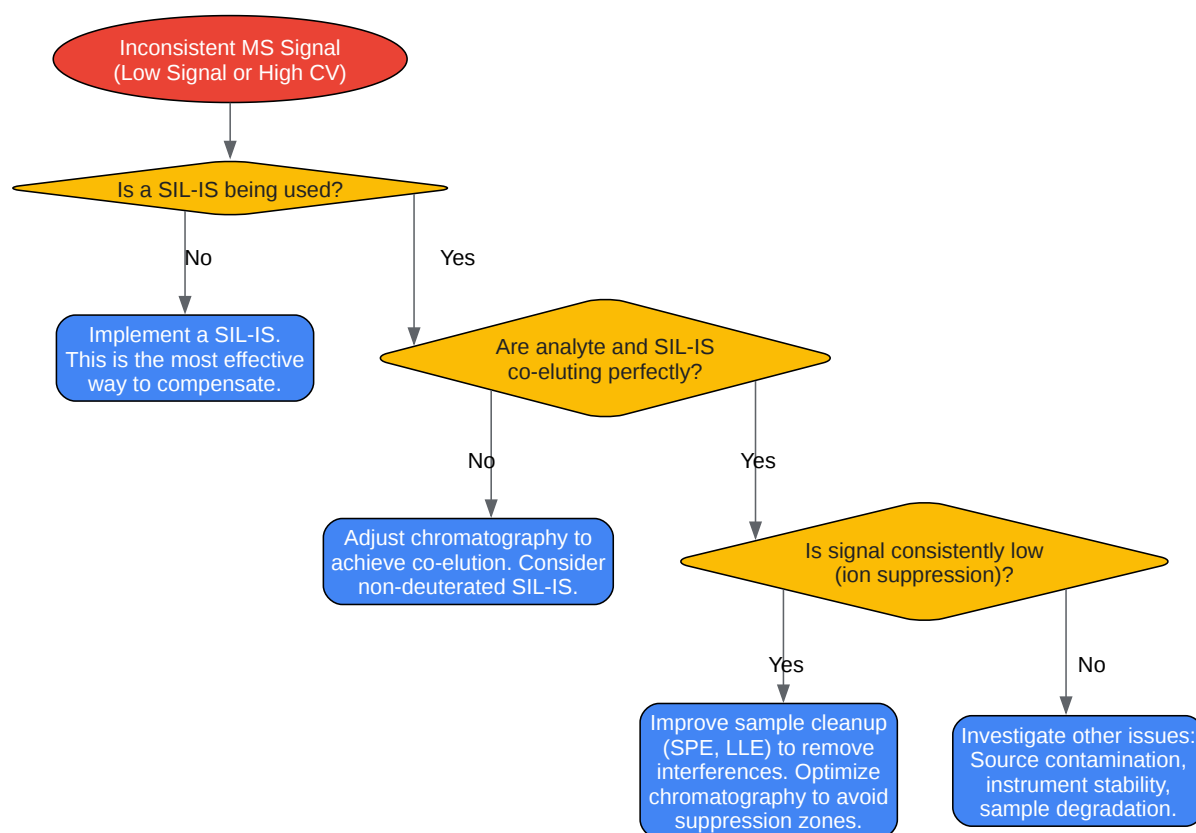 Inconsistent MS Signal
(Low Signal or High CV)
Is a SIL-IS being used?
No
Yes
Implement a SIL-IS.
This is the most effective
way to compensate.
Are analyte and SIL-IS
co-eluting perfectly?
No
Yes
Adjust chromatography to
achieve co-elution. Consider
non-deuterated SIL-IS.
Is signal consistently low
(ion suppression)?
Yes
No
Improve sample cleanup
(SPE, LLE) to remove
interferences. Optimize
chromatography to avoid
suppression zones.
Investigate other issues:
Source contamination,
instrument stability,
sample degradation.